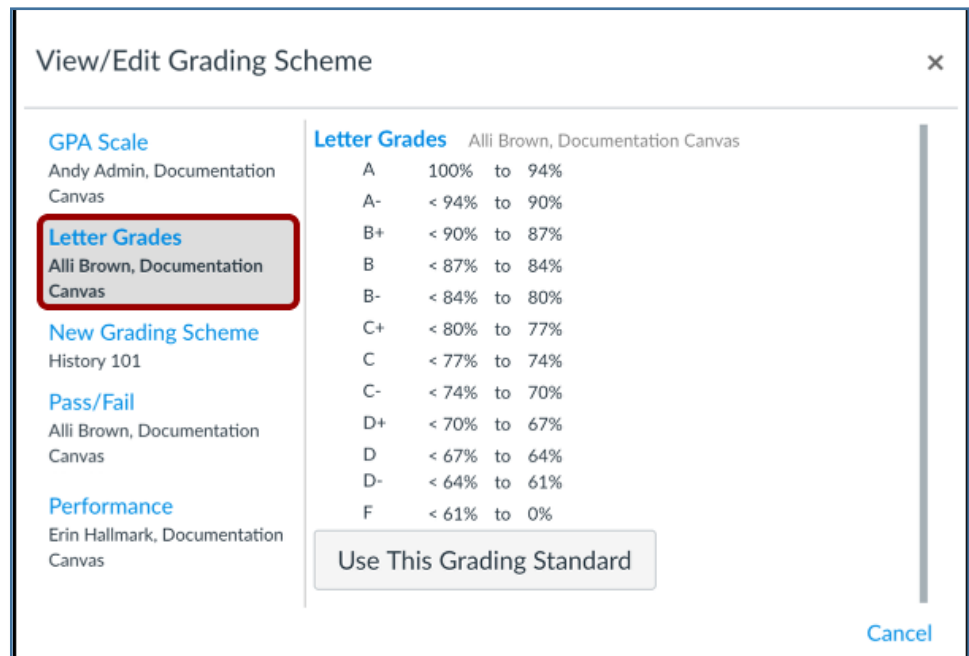 View/Edit Grading Scheme ×
GPA Scale
Andy Admin, Documentation
Canvas
Letter Grades
Alli Brown, Documentation
Canvas
New Grading Scheme
History 101
Pass/Fail
Alli Brown, Documentation
Canvas
Performance
Erin Hallmark, Documentation
Canvas
Letter Grades Alli Brown, Documentation Canvas
A 100% to 94%
A- < 94% to 90%
B+ < 90% to 87%
B < 87% to 84%
B- < 84% to 80%
C+ < 80% to 77%
C < 77% to 74%
C- < 74% to 70%
D+ < 70% to 67%
D < 67% to 64%
D- < 64% to 61%
F < 61% to 0%
Use This Grading Standard
Cancel